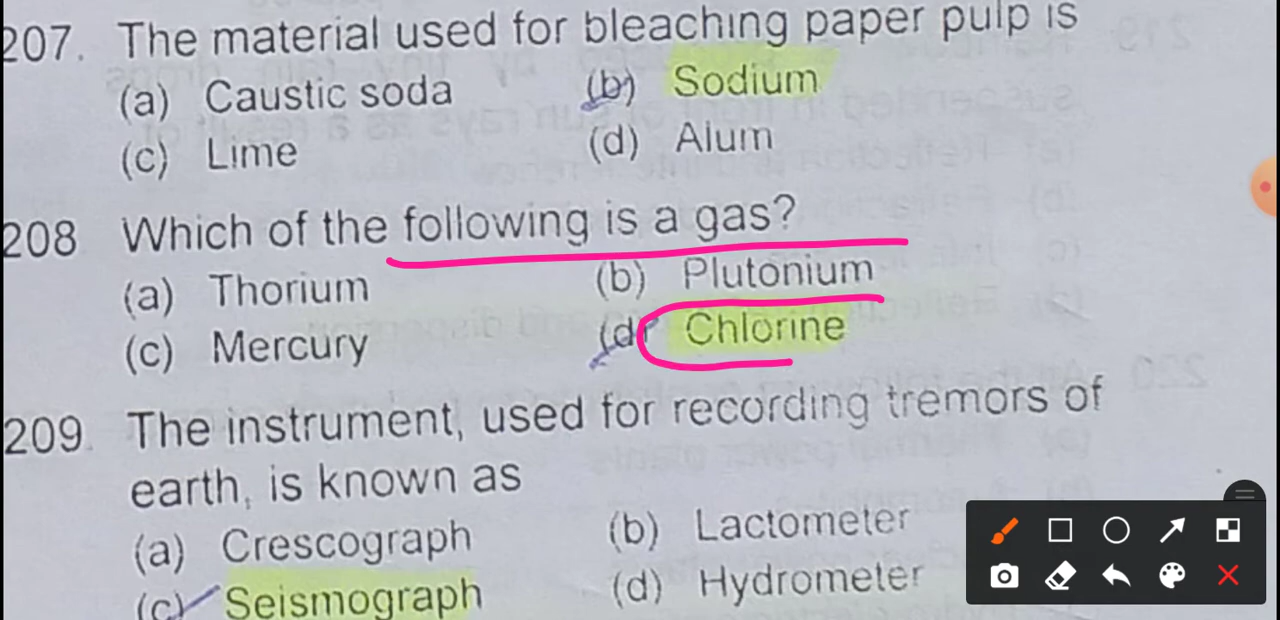 207. The material used for bleaching paper pulp is
(a) Caustic soda (b) Sodium
(c) Lime (d) Alum
208 Which of the following is a gas?
(a) Thorium (b) Plutonium
(c) Mercury (d) Chlorine
209. The instrument, used for recording tremors of
earth, is known as
(a) Crescograph (b) Lactometer
(c) Seismograph (d) Hydrometer